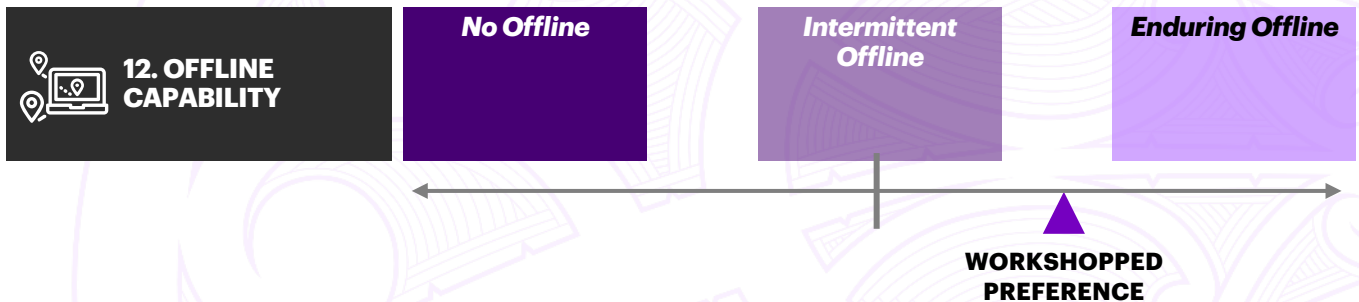 12. OFFLINE
CAPABILITY
No Offline
Intermittent
Offline
Enduring Offline
WORKSHOPPED
PREFERENCE